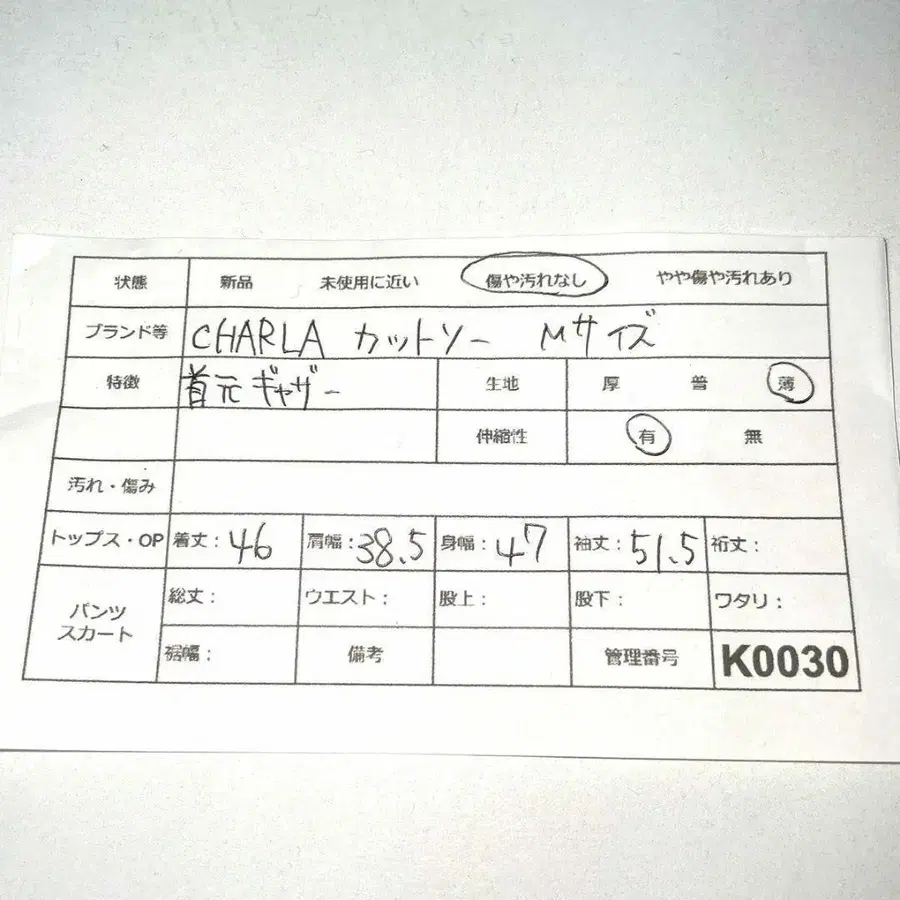 状態 新品 未使用に近い 傷や汚れなし やや傷や汚れあり
ブランド等 CHARLA カットソー Mサイズ
特徴 首元ギャザー 生地 厚 普 薄
伸縮性 有 無
汚れ・傷み
トップス・OP 着丈：46 肩幅：38.5 身幅：47 袖丈：51.5 裄丈：
パンツ スカート 総丈： ウエスト： 股上： 股下： ワタリ：
裾幅： 備考 管理番号 K0030